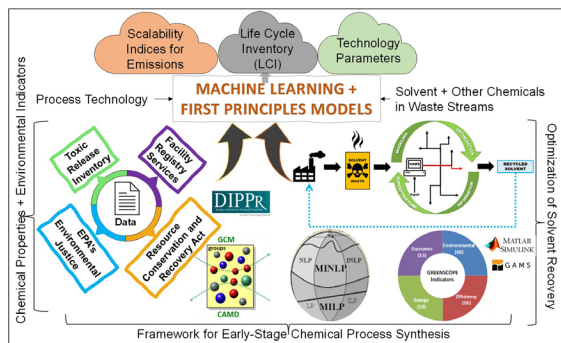 Scalability
Indices for
Emissions
Life Cycle
Inventory
(LCI)
Technology
Parameters
Process Technology
MACHINE LEARNING +
FIRST PRINCIPLES MODELS
Solvent + Other Chemicals
in Waste Streams
Chemical Properties + Environmental Indicators
Toxic
Release
Inventory
Facility
Registry
Services
Data
EPA's
Environmental
Justice
Resource
Conservation and
Recovery Act
DIPPR
GCM
groups
CAMD
SOLVENT
WASTE
RECYCLED
SOLVENT
NLP
INLP
MINLP
LP
ILP
MILP
Economic
(33)
Environmental
(66)
GREENSCOPE
Indicators
Energy
(14)
Efficiency
(26)
MATLAB
SIMULINK
GAMS
Optimization of Solvent Recovery
Framework for Early-Stage Chemical Process Synthesis